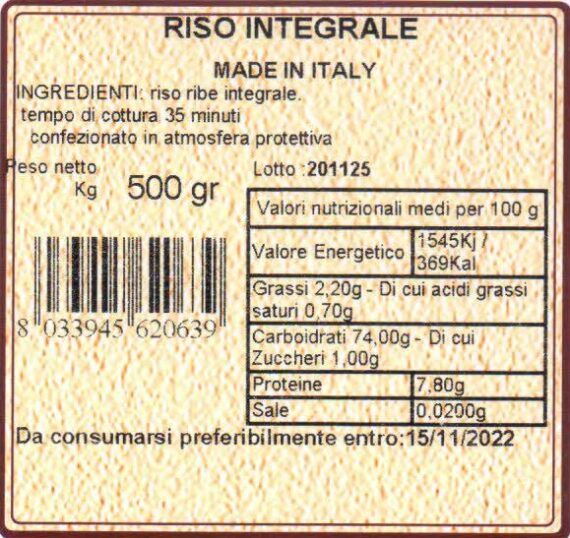 RISO INTEGRALE
MADE IN ITALY
INGREDIENTI: riso ribe integrale.
tempo di cottura 35 minuti
confezionato in atmosfera protettiva
Peso netto
Kg 500 gr
Lotto :201125
Valori nutrizionali medi per 100 g
Valore Energetico
1545Kj /
369Kal
Grassi 2,20g - Di cui acidi grassi
saturi 0,70g
Carboidrati 74,00g - Di cui
Zuccheri 1,00g
Proteine 7,80g
Sale 0,0200g
8 033945 620639
Da consumarsi preferibilmente entro:15/11/2022